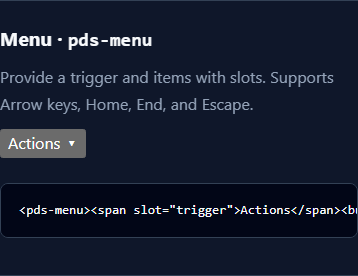 Menu · pds-menu
Provide a trigger and items with slots. Supports
Arrow keys, Home, End, and Escape.
Actions ▼
<pds-menu><span slot="trigger">Actions</span><bu